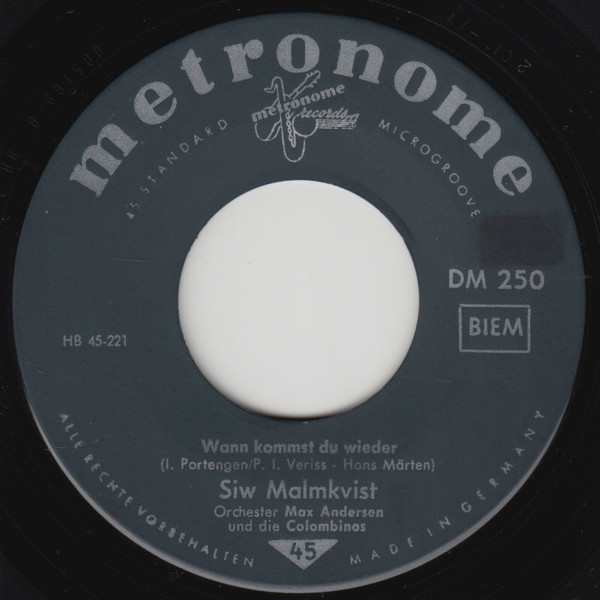 metronome
metronome
records
45 STANDARD
MICROGROOVE
DM 250
BIEM
HB 45-221
Wann kommst du wieder
(I. Portengen/P. I. Veriss - Hans Märten)
Siw Malmkvist
Orchester Max Andersen
und die Colombinos
45
ALLE RECHTE VORBEHALTEN
MADE IN GERMANY